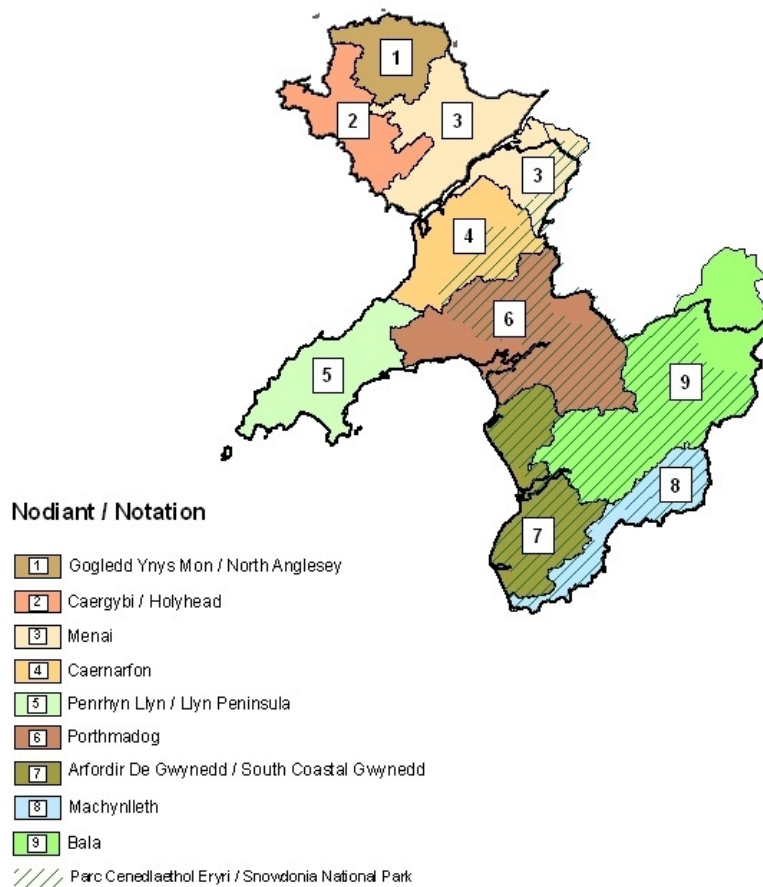 1
2
3
3
4
6
5
9
8
7
Nodiant / Notation
1 Gogledd Ynys Mon / North Anglesey
2 Caergybi / Holyhead
3 Menai
4 Caernarfon
5 Penrhyn Llyn / Llyn Peninsula
6 Porthmadog
7 Arfordir De Gwynedd / South Coastal Gwynedd
8 Machynlleth
9 Bala
Parc Cenedlaethol Eryri / Snowdonia National Park